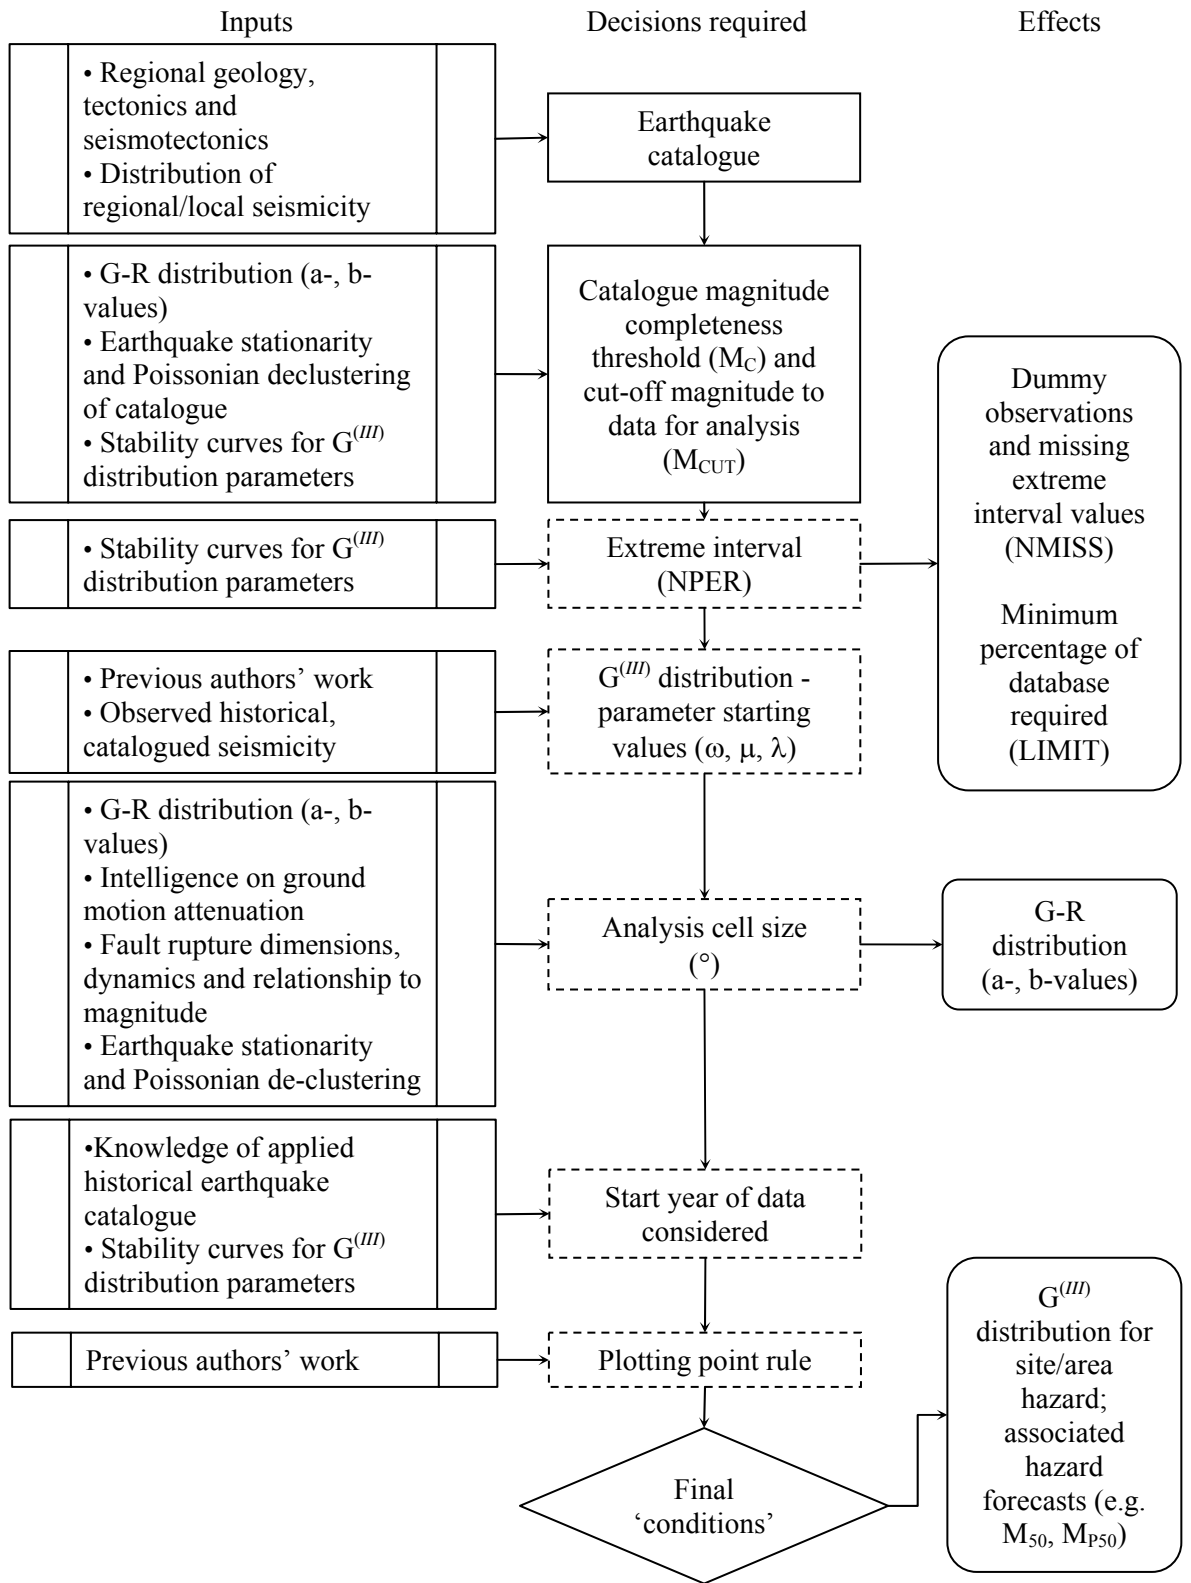 Inputs
Decisions required
Effects
• Regional geology,
tectonics and
seismotectonics
• Distribution of
regional/local seismicity
Earthquake
catalogue
• G-R distribution (a-, b-
values)
• Earthquake stationarity
and Poissonian declustering
of catalogue
• Stability curves for G(III)
distribution parameters
Catalogue magnitude
completeness
threshold (MC) and
cut-off magnitude to
data for analysis
(MCUT)
• Stability curves for G(III)
distribution parameters
Extreme interval
(NPER)
Dummy
observations
and missing
extreme
interval values
(NMISS)
Minimum
percentage of
database
required
(LIMIT)
• Previous authors’ work
• Observed historical,
catalogued seismicity
G(III) distribution -
parameter starting
values (ω, μ, λ)
• G-R distribution (a-, b-
values)
• Intelligence on ground
motion attenuation
• Fault rupture dimensions,
dynamics and relationship to
magnitude
• Earthquake stationarity
and Poissonian de-clustering
Analysis cell size
(°)
G-R
distribution
(a-, b-values)
•Knowledge of applied
historical earthquake
catalogue
• Stability curves for G(III)
distribution parameters
Start year of data
considered
Previous authors’ work
Plotting point rule
Final
‘conditions’
G(III)
distribution for
site/area
hazard;
associated
hazard
forecasts (e.g.
M50, MP50)